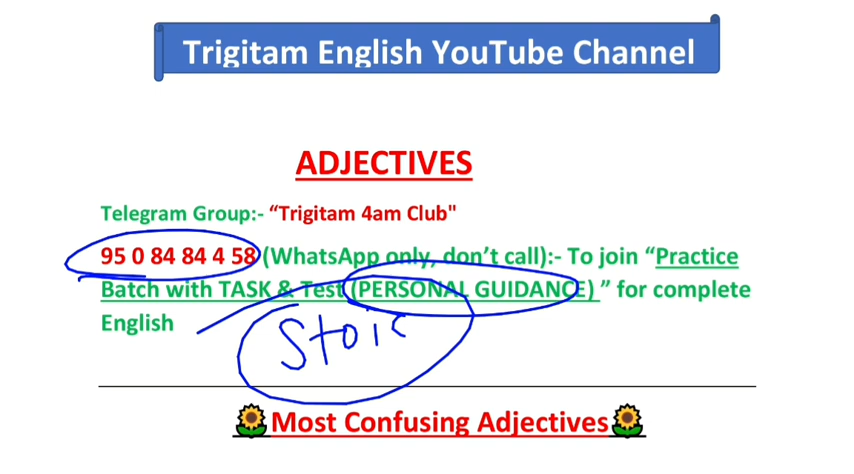 Trigitam English YouTube Channel
ADJECTIVES
Telegram Group:- “Trigitam 4am Club"
95 0 84 84 4 58 (WhatsApp only, don’t call):- To join “Practice
Batch with TASK & Test (PERSONAL GUIDANCE) ” for complete
English
Stoic
Most Confusing Adjectives